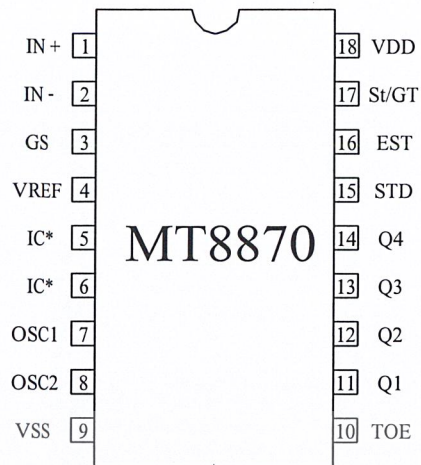 IN + 1 18 VDD
IN - 2 17 St/GT
GS 3 16 EST
VREF 4 15 STD
IC* 5 MT8870 14 Q4
IC* 6 13 Q3
OSC1 7 12 Q2
OSC2 8 11 Q1
VSS 9 10 TOE